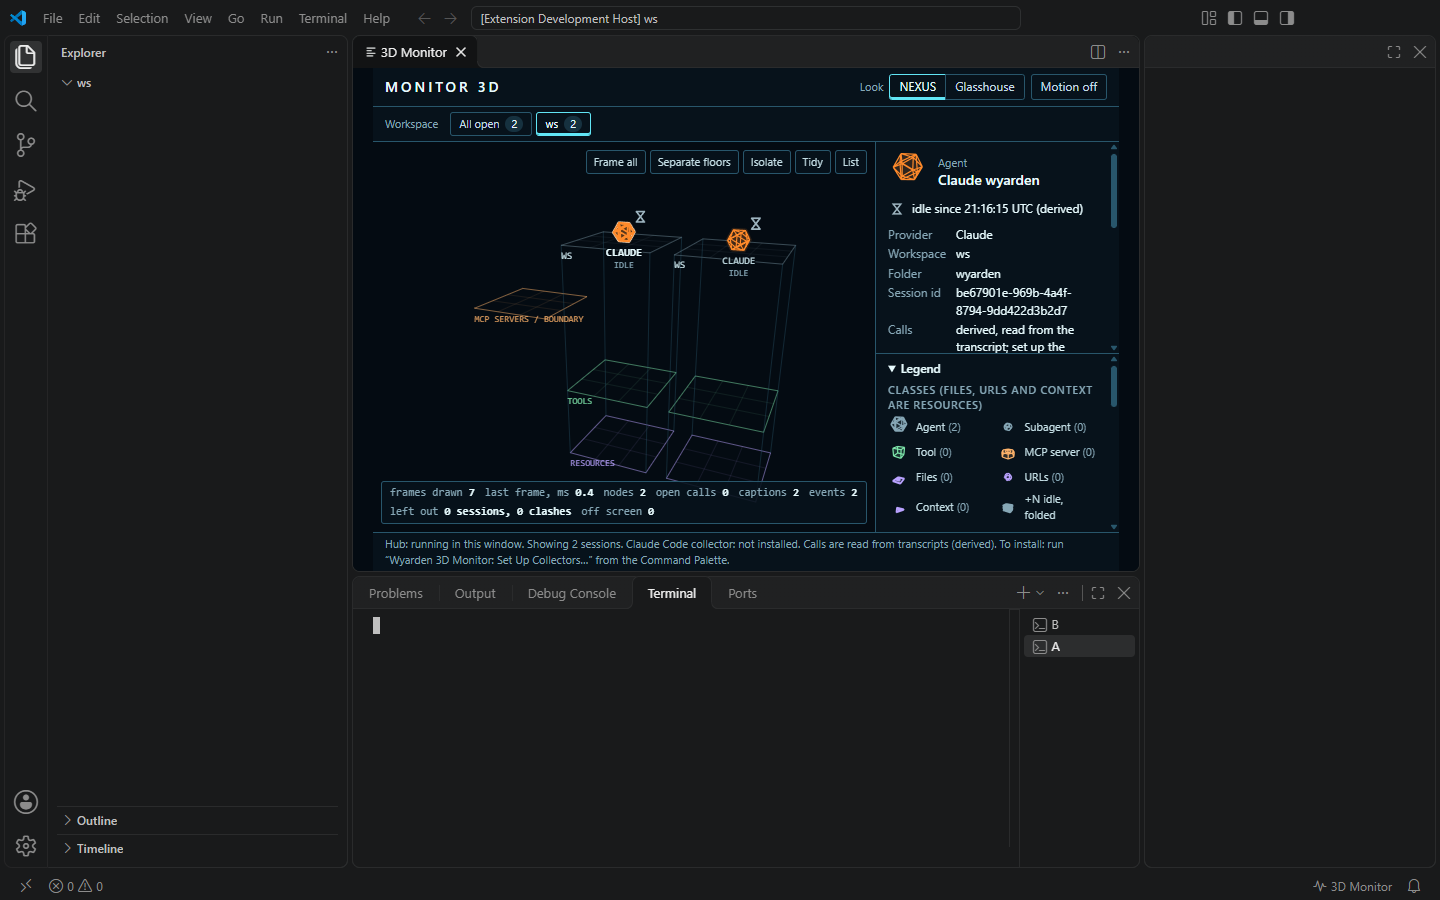 File Edit Selection View Go Run Terminal Help
[Extension Development Host] ws
Explorer
ws
3D Monitor
MONITOR 3D
Look NEXUS Glasshouse Motion off
Workspace All open 2 ws 2
Frame all Separate floors Isolate Tidy List
WS
CLAUDE
IDLE
WS
CLAUDE
IDLE
MCP SERVERS / BOUNDARY
TOOLS
RESOURCES
frames drawn 7 last frame, ms 0.4 nodes 2 open calls 0 captions 2 events 2
left out 0 sessions, 0 clashes off screen 0
Agent
Claude wyarden
idle since 21:16:15 UTC (derived)
Provider Claude
Workspace ws
Folder wyarden
Session id be67901e-969b-4a4f-
8794-9dd422d3b2d7
Calls derived, read from the
transcript; set up the
Legend
CLASSES (FILES, URLS AND CONTEXT
ARE RESOURCES)
Agent (2) Subagent (0)
Tool (0) MCP server (0)
Files (0) URLs (0)
Context (0) +N idle,
folded
Hub: running in this window. Showing 2 sessions. Claude Code collector: not installed. Calls are read from transcripts (derived). To install: run
“Wyarden 3D Monitor: Set Up Collectors...” from the Command Palette.
Problems Output Debug Console Terminal Ports
B
A
Outline
Timeline
0 0
3D Monitor